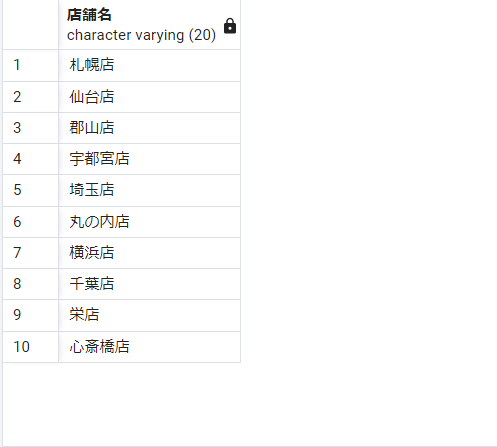 店舗名
character varying (20)
1 札幌店
2 仙台店
3 郡山店
4 宇都宮店
5 埼玉店
6 丸の内店
7 横浜店
8 千葉店
9 栄店
10 心斎橋店